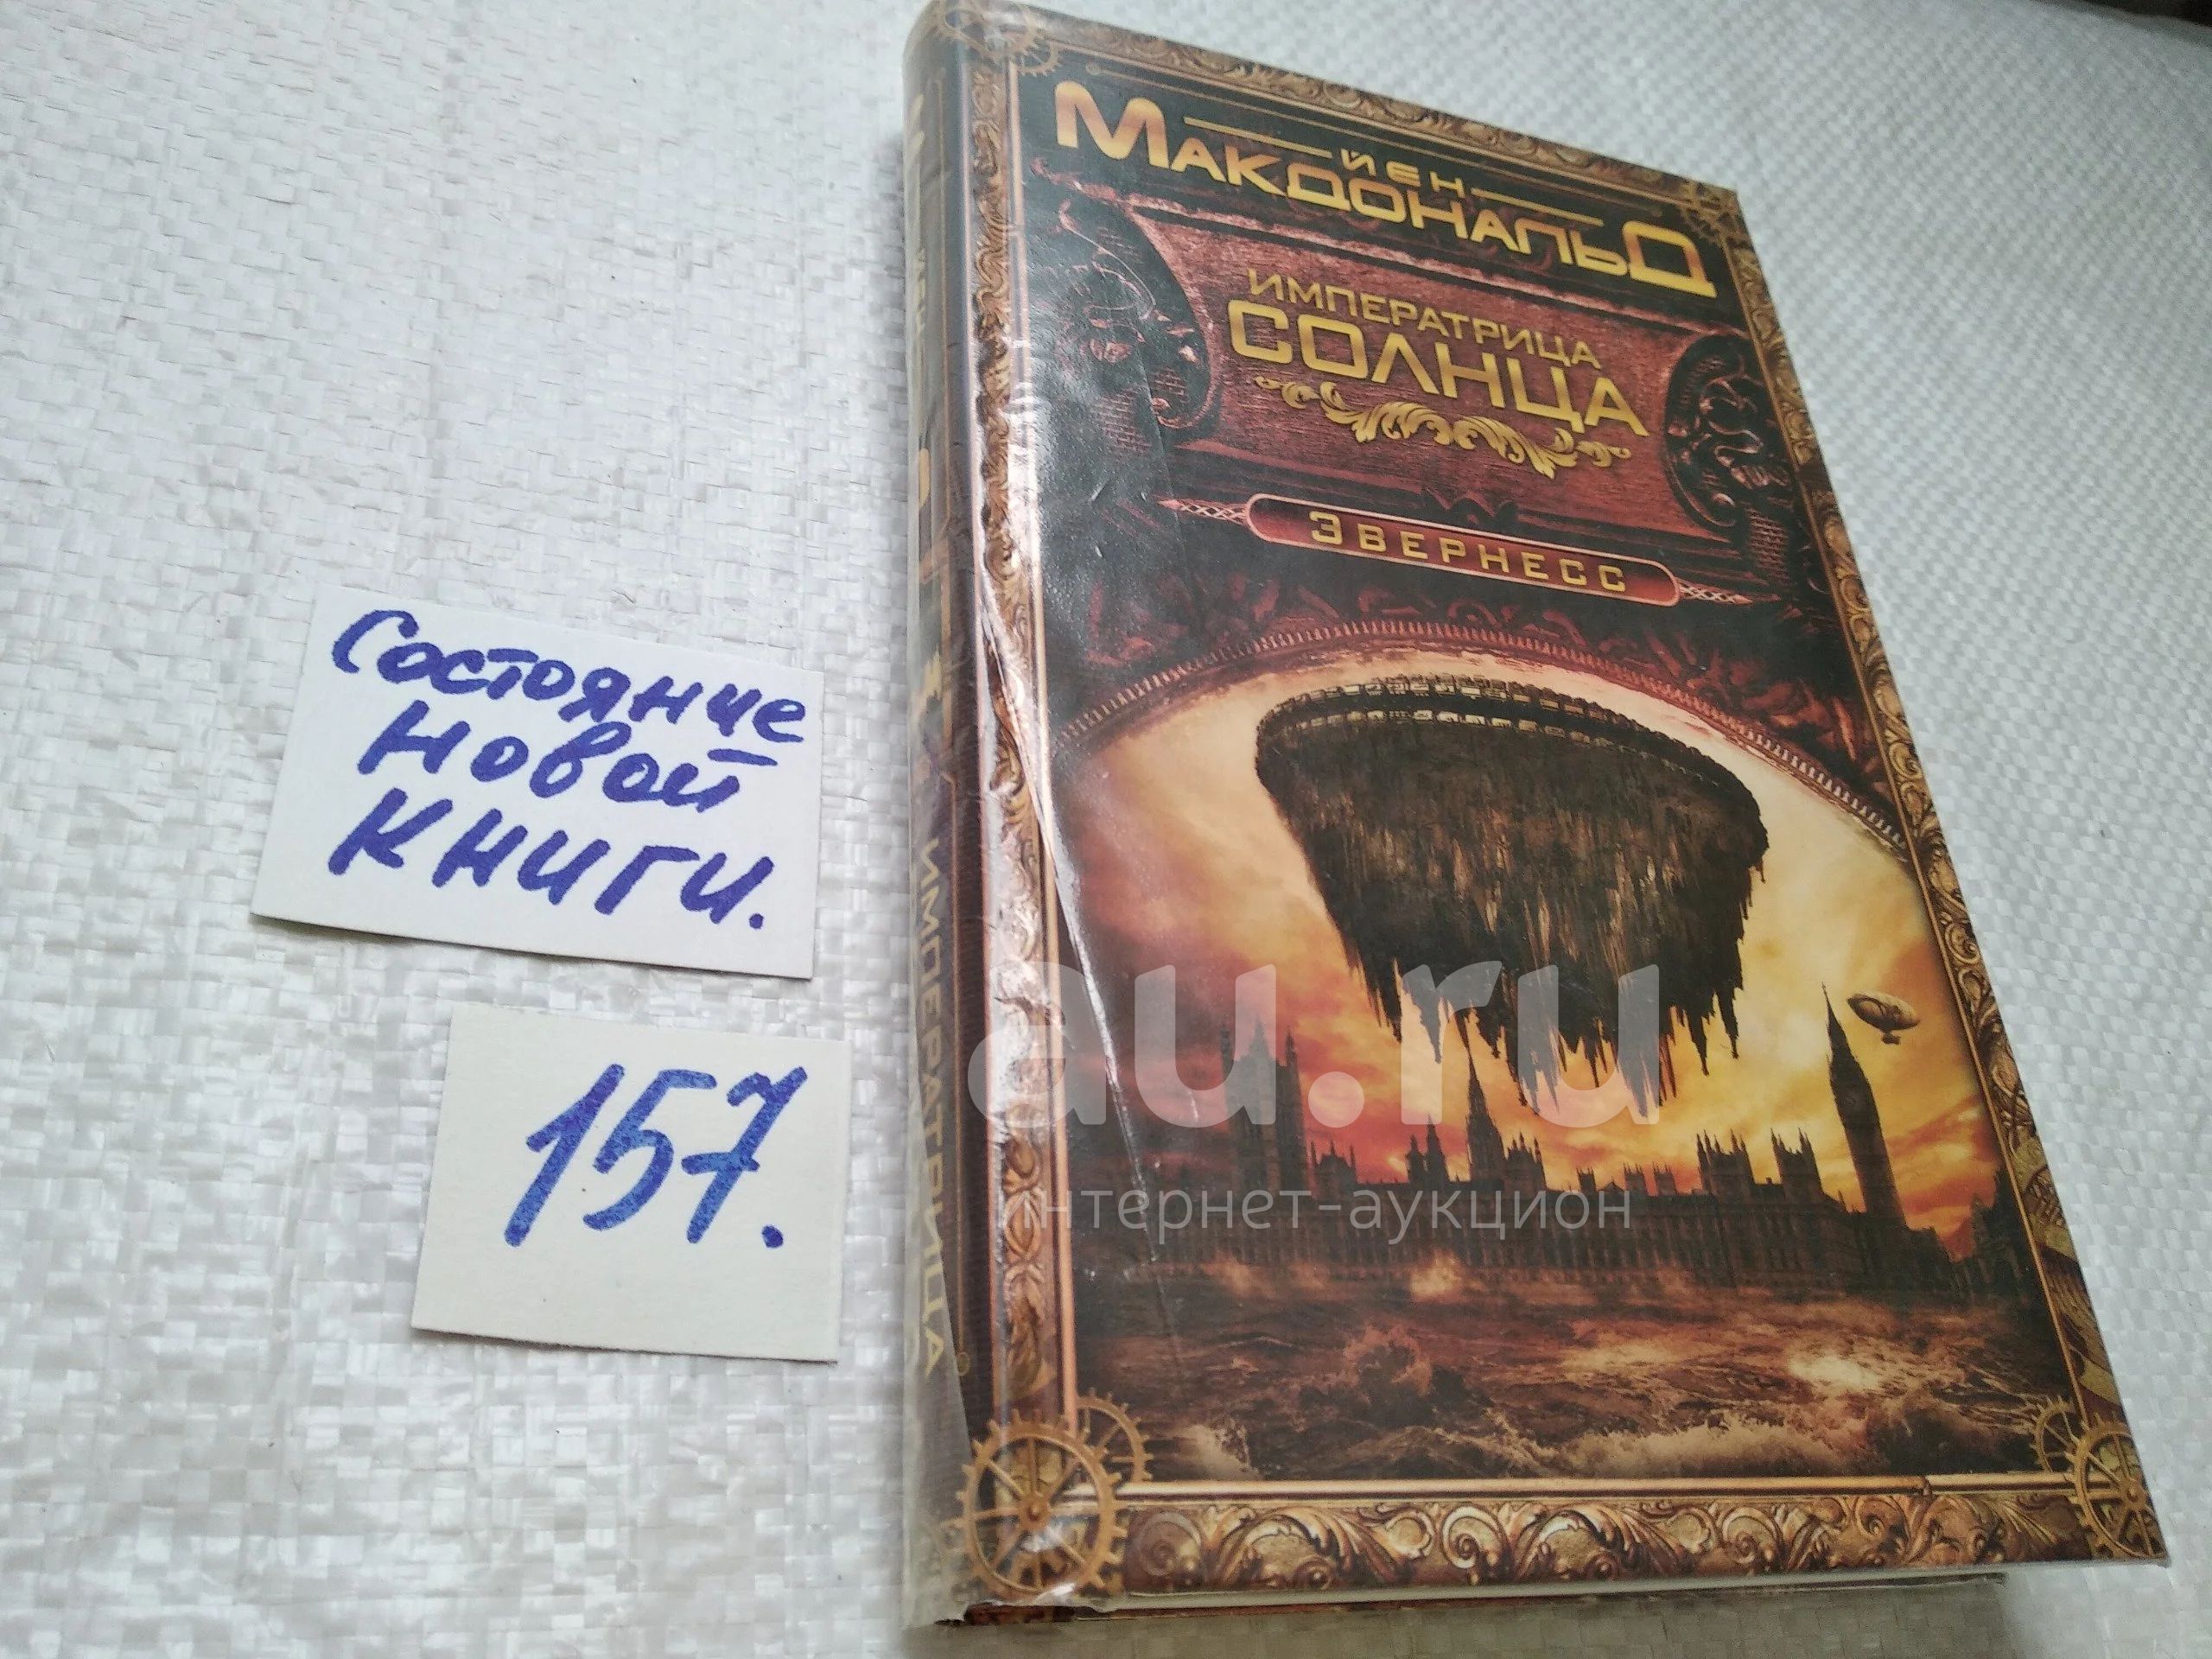 Состояние
новой
книги.
157.
Йен
Макдональд
Императрица
Солнца
Эвернесс
Императрица
au.ru
интернет-аукцион